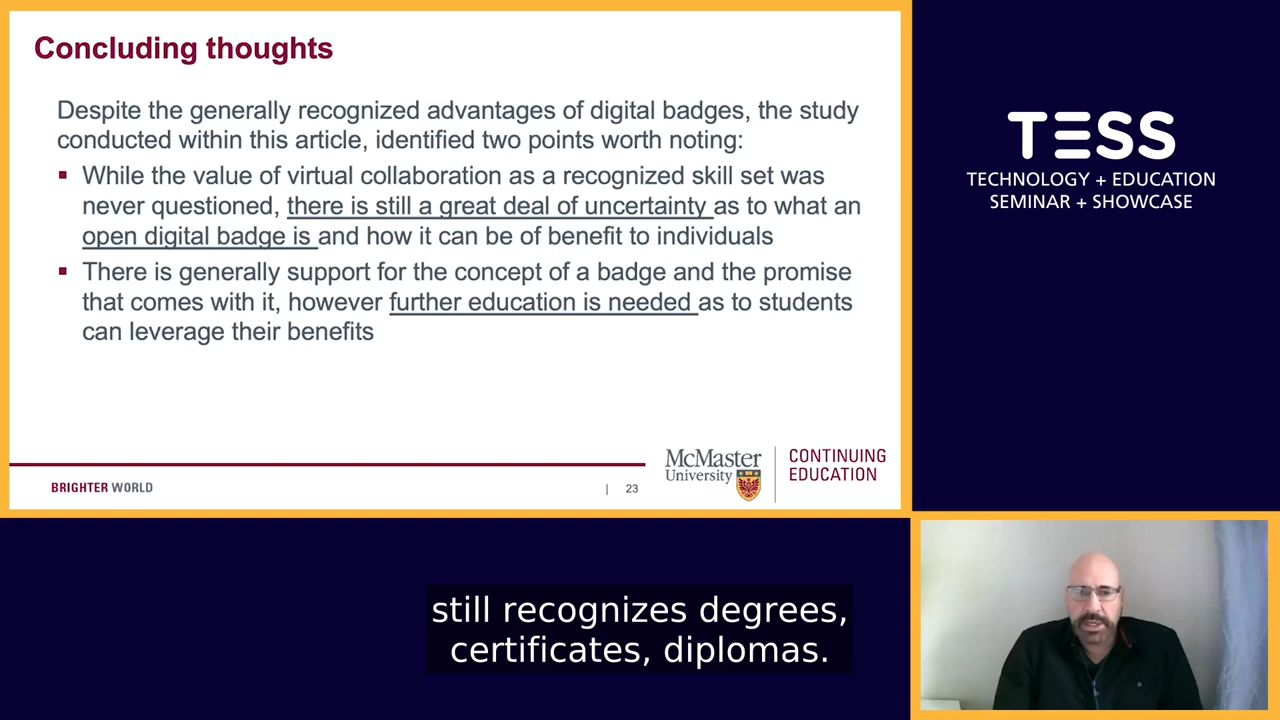 Concluding thoughts
Despite the generally recognized advantages of digital badges, the study
conducted within this article, identified two points worth noting:
▪ While the value of virtual collaboration as a recognized skill set was
never questioned, there is still a great deal of uncertainty as to what an
open digital badge is and how it can be of benefit to individuals
▪ There is generally support for the concept of a badge and the promise
that comes with it, however further education is needed as to students
can leverage their benefits
BRIGHTER WORLD
| 23
McMaster
University
CONTINUING
EDUCATION
TESS
TECHNOLOGY + EDUCATION
SEMINAR + SHOWCASE
still recognizes degrees,
certificates, diplomas.